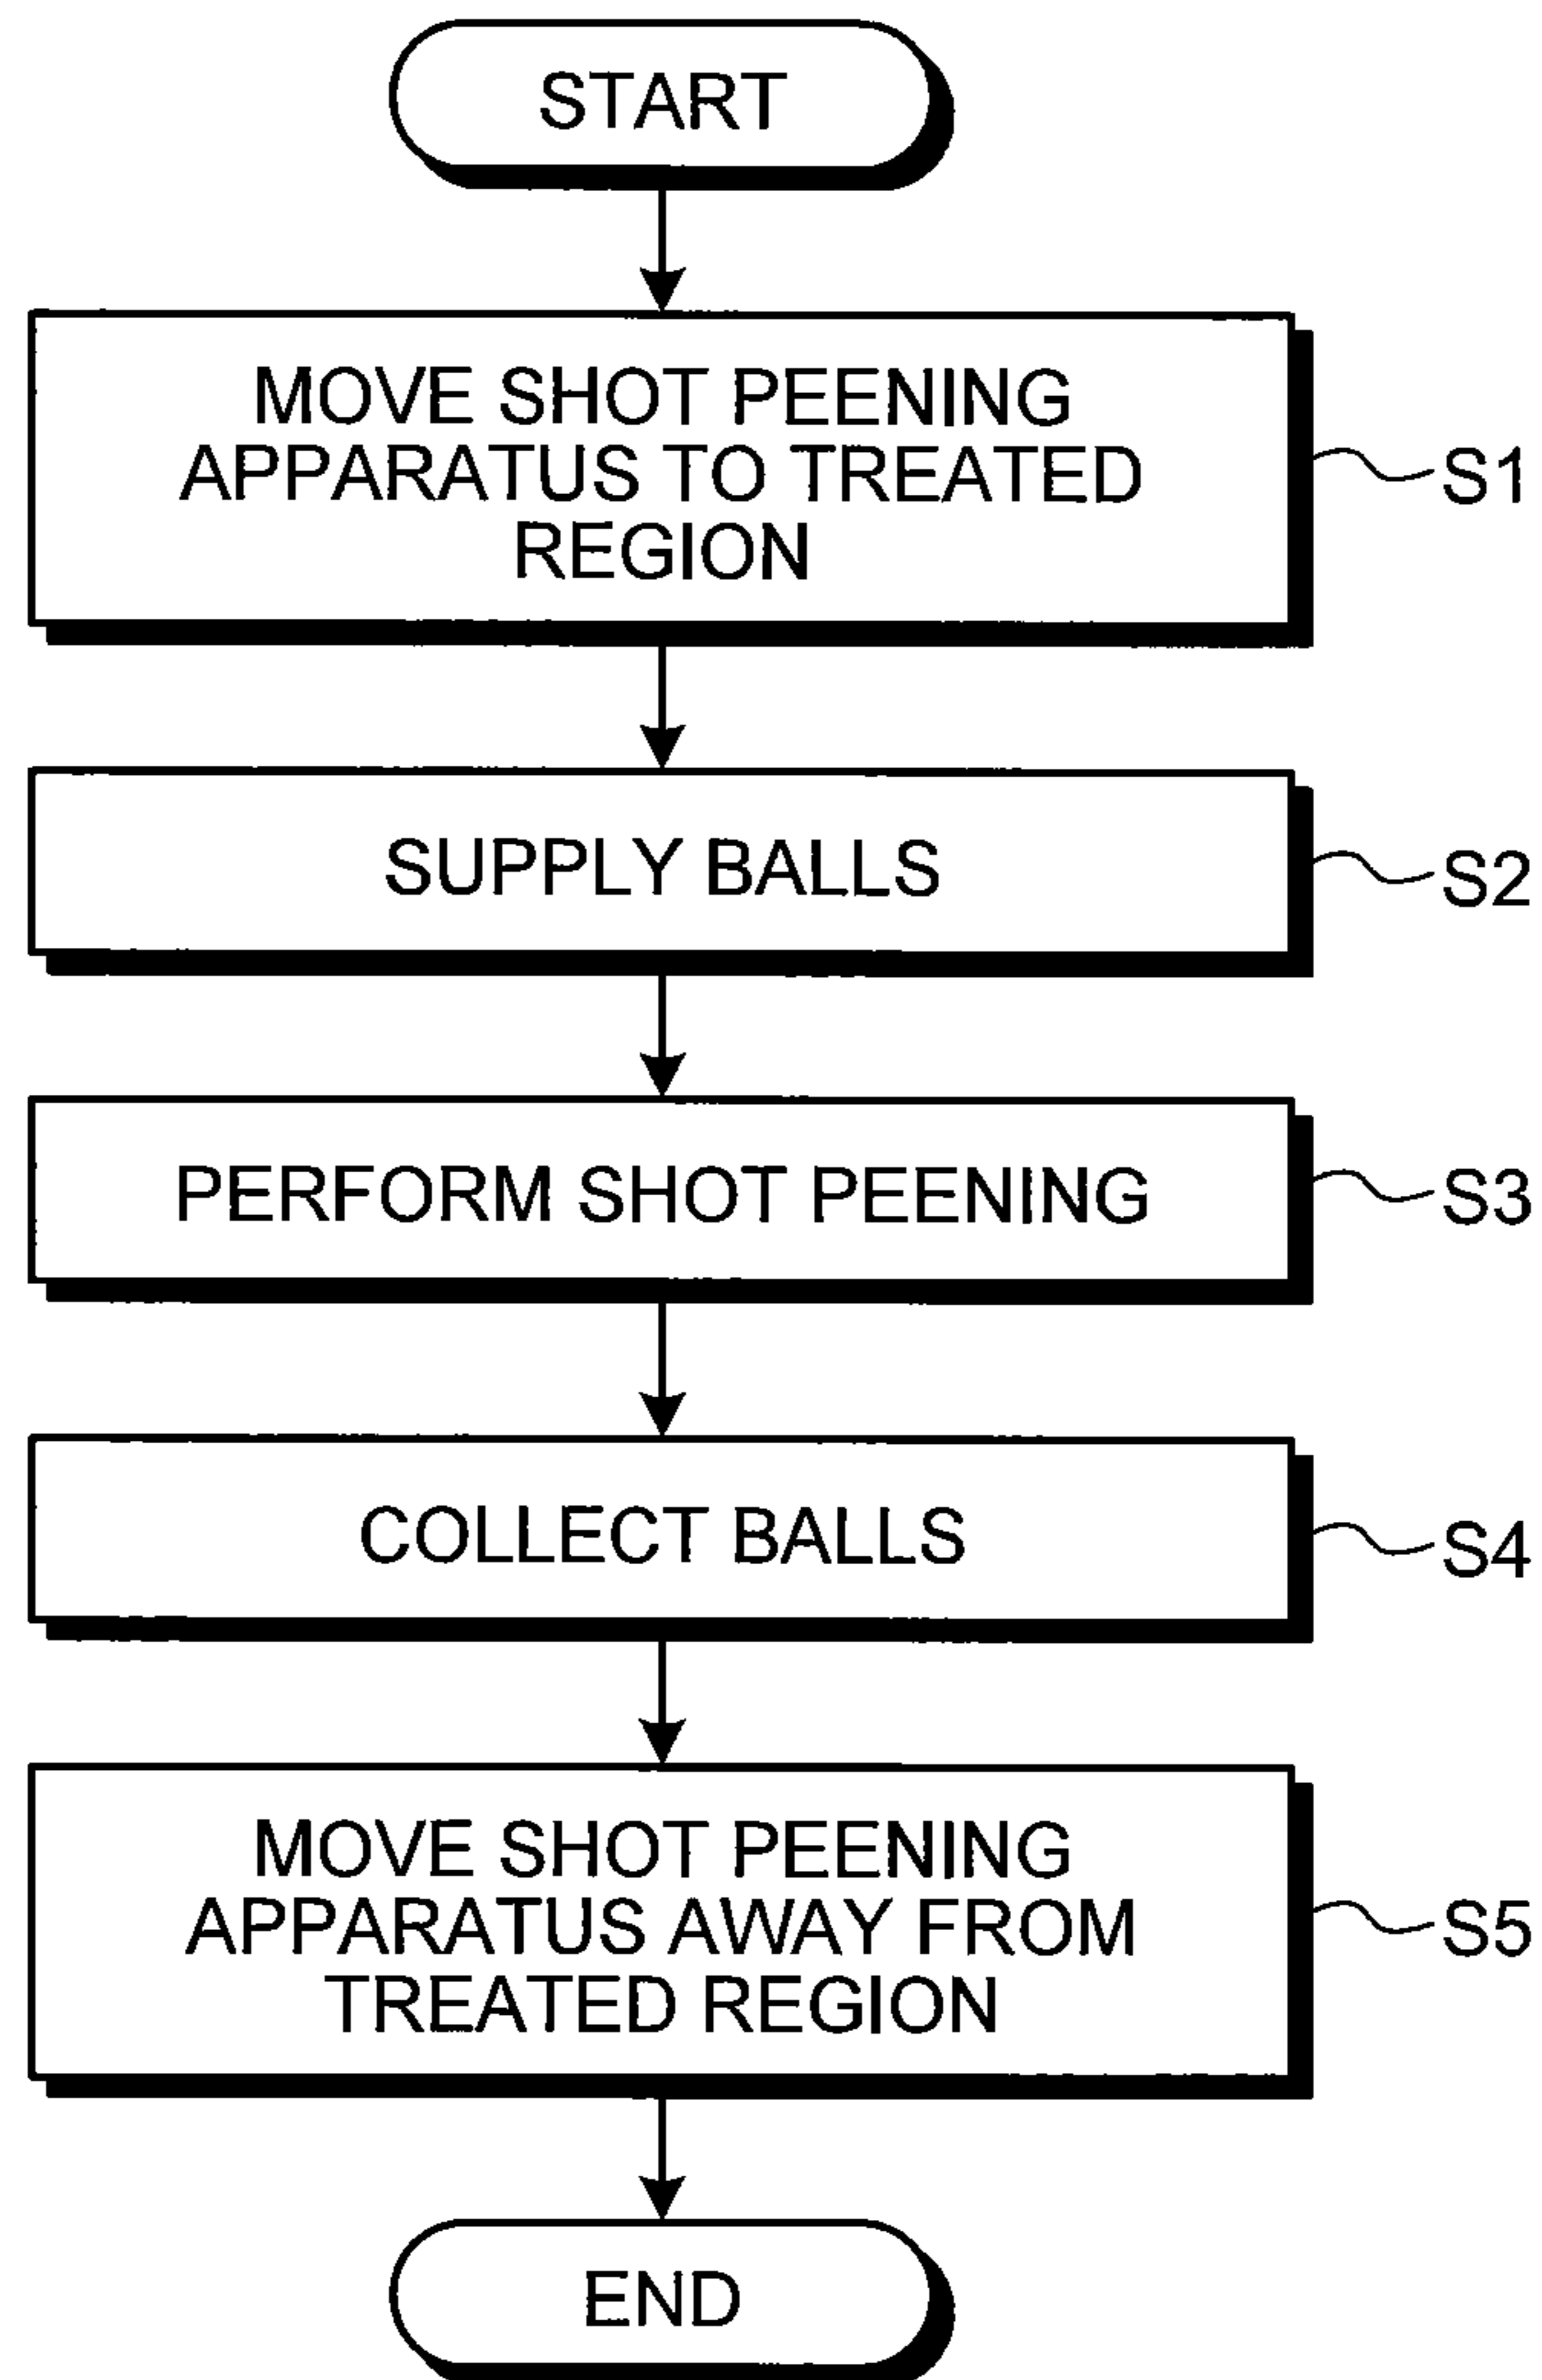 START
MOVE SHOT PEENING
APPARATUS TO TREATED
REGION
S1
SUPPLY BALLS
S2
PERFORM SHOT PEENING
S3
COLLECT BALLS
S4
MOVE SHOT PEENING
APPARATUS AWAY FROM
TREATED REGION
S5
END